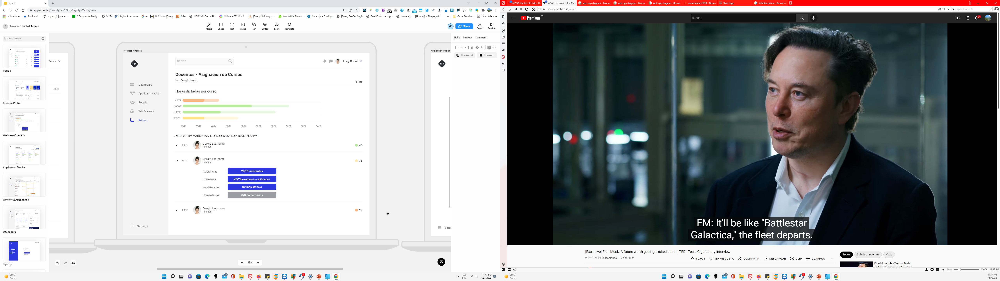 uizard
app.uizard.io/prototypes/d90xyMg7AyuQZYdgYmze
Aplicaciones
Bookmarks
impress.js | present...
A Responsive Desig...
VMD
Skyhook: > Home
G e
Kwicks for jQuery
Aries
HTML KickStart - 99...
Ultimate CSS Gradi...
jQuery UI dialog po...
Kendo UI - The Art...
Arctext.js - Curving...
jQuery TextExt Plugin
EaselJS: A Javascript...
humane.js
turn.js - The page fl...
Otros favoritos
Lista de lectura
Projects/Untitled Project
Magic
Shape
Text
Image
Icon
Button
Form
Template
MS
Share
Export
Preview
Search screens
People
Account Profile
Wellness-Check in
Application Tracker
Time off & Attendance
Dashboard
Sign Up
Boom
JAN
Wellness-Check in
Search
Lucy Boom
Docentes - Asignación de Cursos
Ing. Gergio Laszlo
Filters
Dashboard
Applicant tracker
People
Who's away
Reflect
Settings
Horas dictadas por curso
45/74
160/260
116/260
55/120
06/12 06/12 06/12 06/12 06/12 06/12 06/12 06/12 06/12 06/12
CURSO: Introducción a la Realidad Peruana C02129
06/12 Gergio Lastname 40
Position
07/12 Gergio Lastname 35
Position
Asistencias 29/31 asistentes
Examenes 23/29 examenes calificados
Inasistencias 02 inasistencia
Comentarios 0/0 comentarios
08/12 Gergio Lastname 15
Position
Application Tracker
88%
Build Interact Comment
Backward Forward
20°C
Sunny
ESP
LAA
11:47 PM
4/21/2022
(4274) The Art of Code - D
(4274) [Exclusive] Elon Mus
web app diagram - Búsque
web app diagram - Buscar
web app diagram - Buscar
visual studio 2010 - Gener
Start Page
dribbble admin - Buscar co
www.youtube.com/watch
Search Google
Premium PE
Buscar
9+
EM: It'll be like "Battlestar
Galactica," the fleet departs.
[Exclusive] Elon Musk: A future worth getting excited about | TED | Tesla Gigafactory interview
2.693.875 visualizaciones • 17 abr 2022
80.901
NO ME GUSTA
COMPARTIR
DESCARGAR
CLIP
GUARDAR
Todos
Subidas recientes
Visto
Elon Musk talks Twitter, Tesla
and how his brain works — live
Reset
100 %
11:47 PM
20°C
Sunny
11:47 PM
4/21/2022